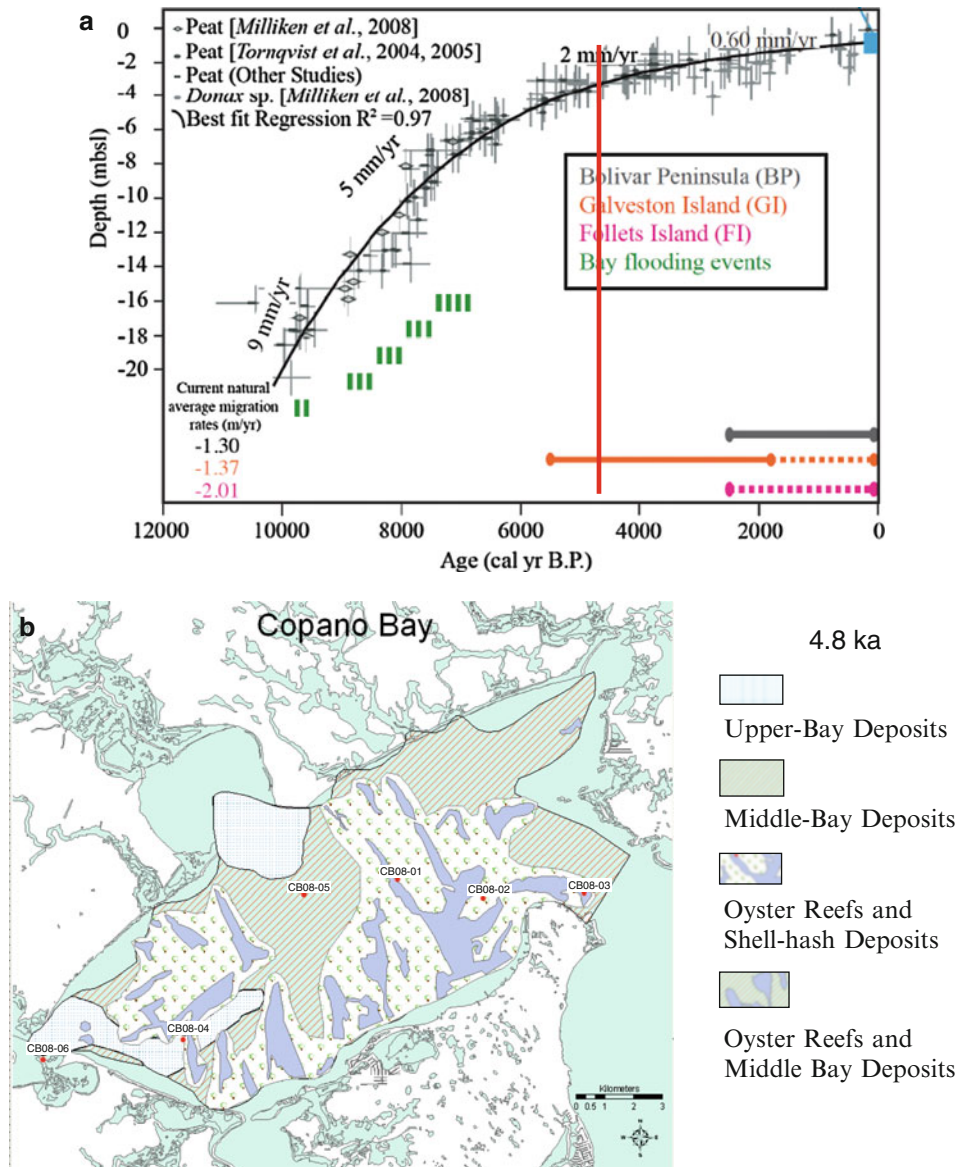 a
◇ Peat [Milliken et al., 2008]
Peat [Tornqvist et al., 2004, 2005]
- Peat (Other Studies)
Donax sp. [Milliken et al., 2008]
Best fit Regression R² =0.97
0
-2
-4
-6
-8
-10
-12
-14
-16
-18
-20
Depth (mbsl)
9 mm/yr
5 mm/yr
2 mm/yr
0.60 mm/yr
Bolivar Peninsula (BP)
Galveston Island (GI)
Follets Island (FI)
Bay flooding events
Current natural
average migration
rates (m/yr)
-1.30
-1.37
-2.01
12000 10000 8000 6000 4000 2000 0
Age (cal yr B.P.)
b
Copano Bay
CB08-01
CB08-05
CB08-02
CB08-03
CB08-04
CB08-06
Kilometers
0 0.5 1 2 3
N
W E
S
4.8 ka
Upper-Bay Deposits
Middle-Bay Deposits
Oyster Reefs and
Shell-hash Deposits
Oyster Reefs and
Middle Bay Deposits